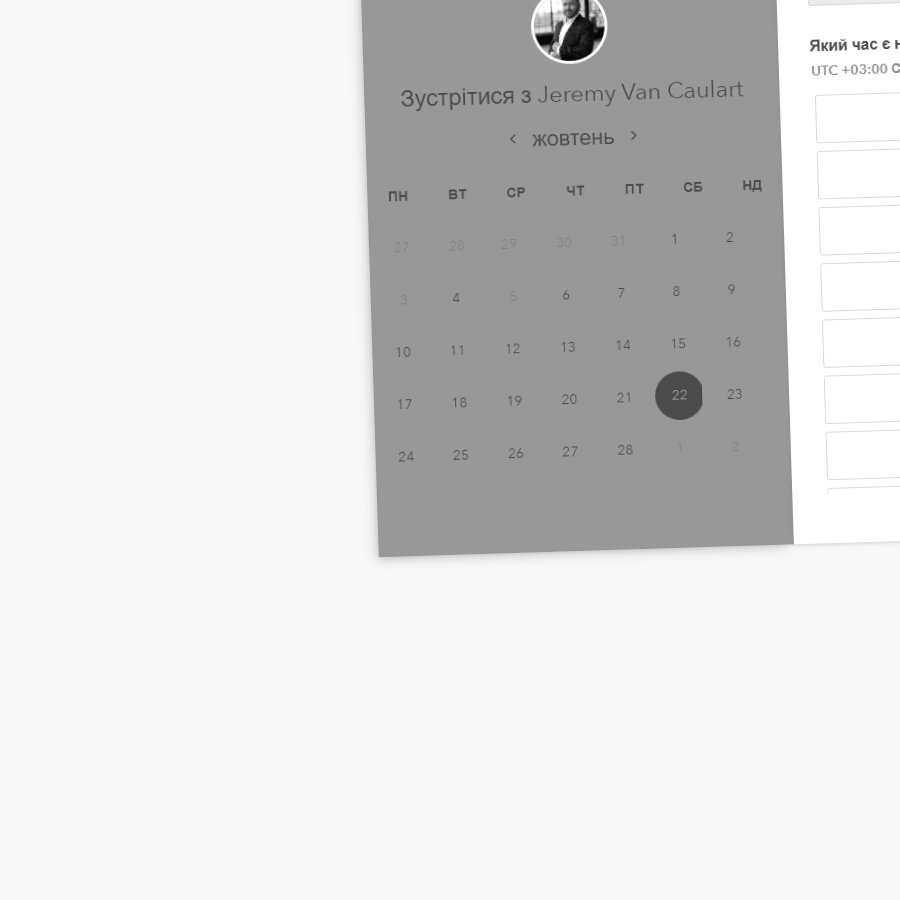 Зустрітися з Jeremy Van Caulart
‹ жовтень ›
ПН ВТ СР ЧТ ПТ СБ НД
27 28 29 30 31 1 2
3 4 5 6 7 8 9
10 11 12 13 14 15 16
17 18 19 20 21 22 23
24 25 26 27 28 1 2
Який час є
UTC +03:00